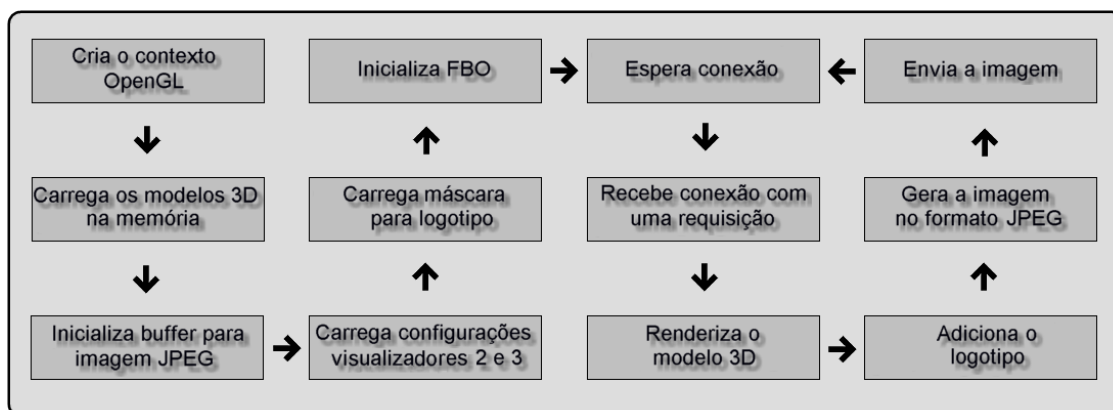 Cria o contexto
OpenGL
Carrega os modelos 3D
na memória
Inicializa buffer para
imagem JPEG
Carrega configurações
visualizadores 2 e 3
Carrega máscara
para logotipo
Inicializa FBO
Espera conexão
Recebe conexão com
uma requisição
Renderiza o
modelo 3D
Adiciona o
logotipo
Gera a imagem
no formato JPEG
Envia a imagem